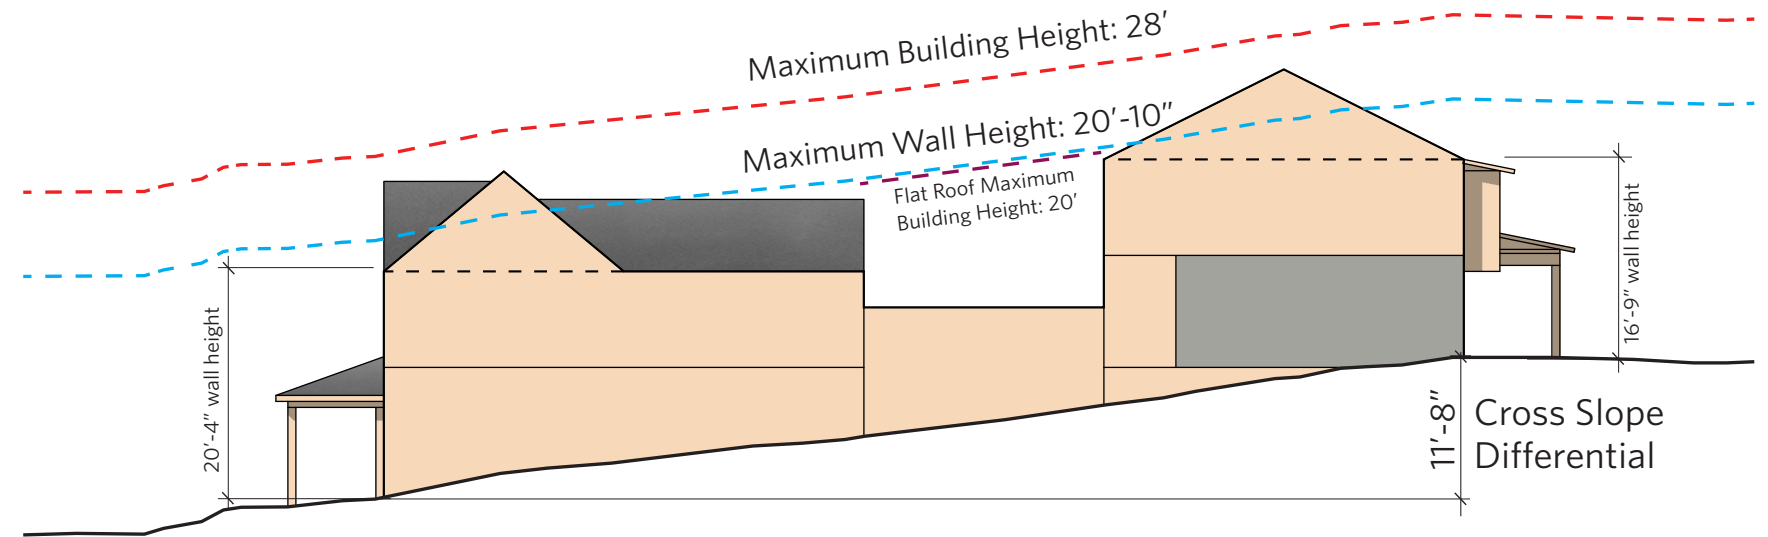 Maximum Building Height: 28′
Maximum Wall Height: 20′-10″
Flat Roof Maximum
Building Height: 20′
20′-4″ wall height
16′-9″ wall height
11′-8″
Cross Slope
Differential